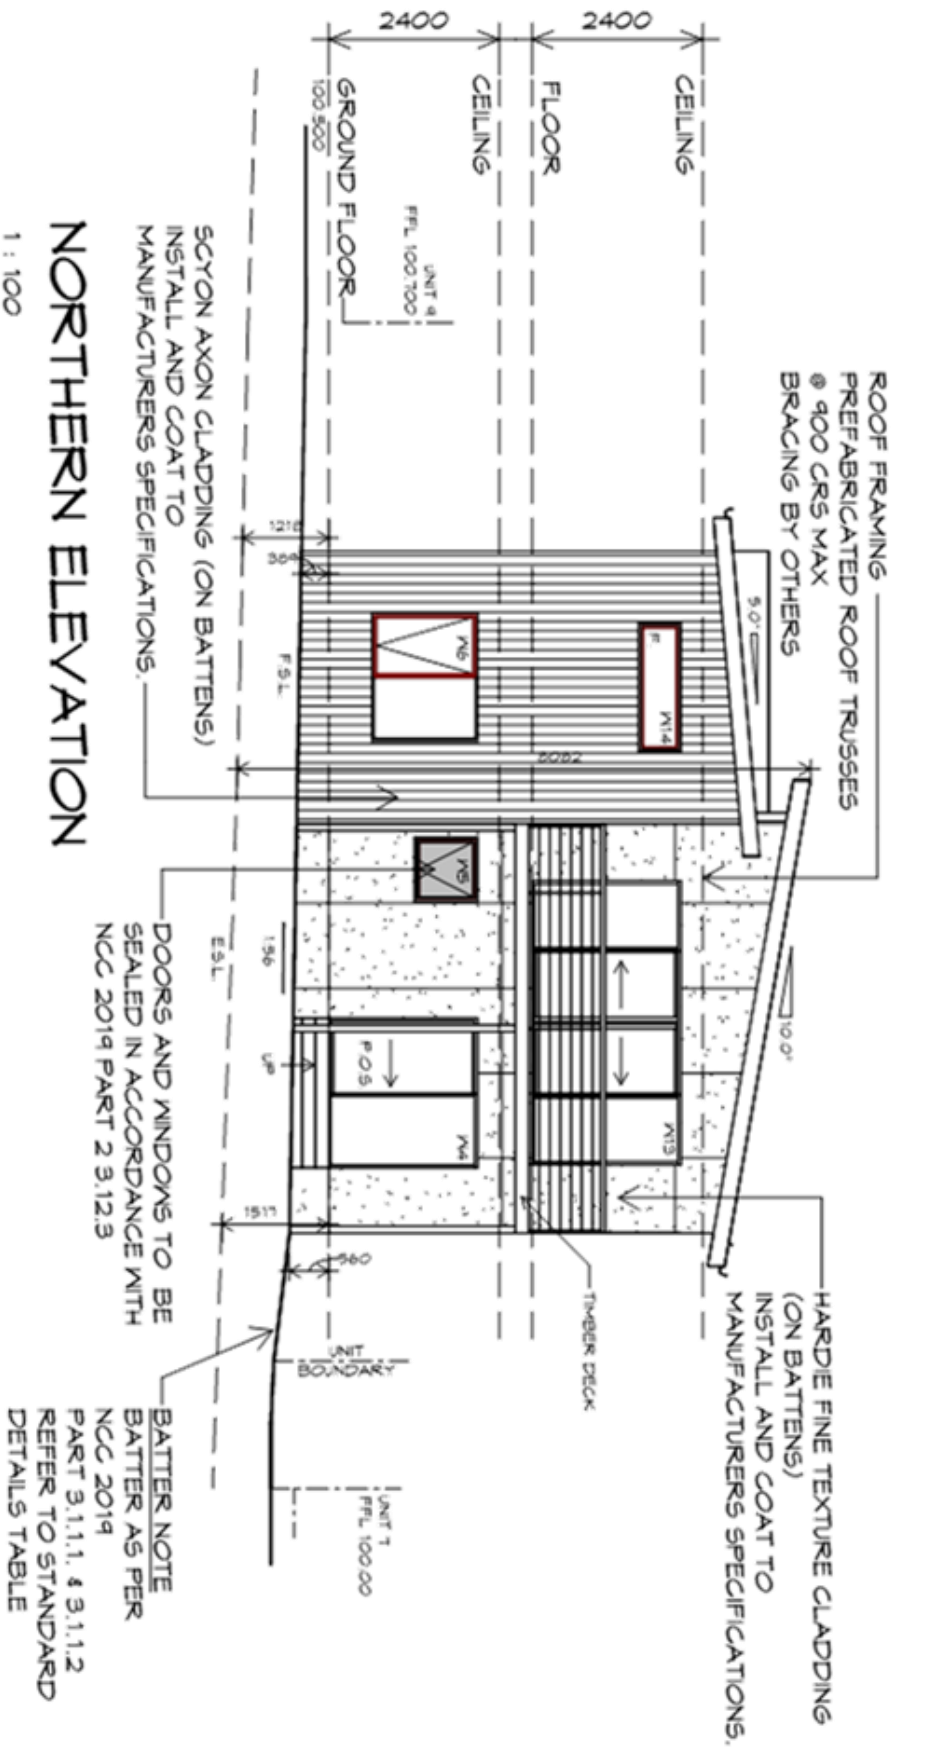 ROOF FRAMING
PREFABRICATED ROOF TRUSSES
@ 900 CRS MAX
BRACING BY OTHERS
HARDIE FINE TEXTURE CLADDING
(ON BATTENS)
INSTALL AND COAT TO
MANUFACTURERS SPECIFICATIONS.
5.0°
10.0°
2400
CEILING
FLOOR
2400
CEILING
GROUND FLOOR
100.500
UNIT
FFL 100.700
F.
W14
W13
W6
W5
W4
P.O.S
UP
TIMBER DECK
1218
384
156
1517
560
F.S.L.
E.S.L.
UNIT
BOUNDARY
UNIT 7
FFL 100.00
SCYON AXON CLADDING (ON BATTENS)
INSTALL AND COAT TO
MANUFACTURERS SPECIFICATIONS.
DOORS AND WINDOWS TO BE
SEALED IN ACCORDANCE WITH
NCC 2019 PART 2 3.12.3
BATTER NOTE
BATTER AS PER
NCC 2019
PART 3.1.1.1. & 3.1.1.2
REFER TO STANDARD
DETAILS TABLE
NORTHERN ELEVATION
1 : 100